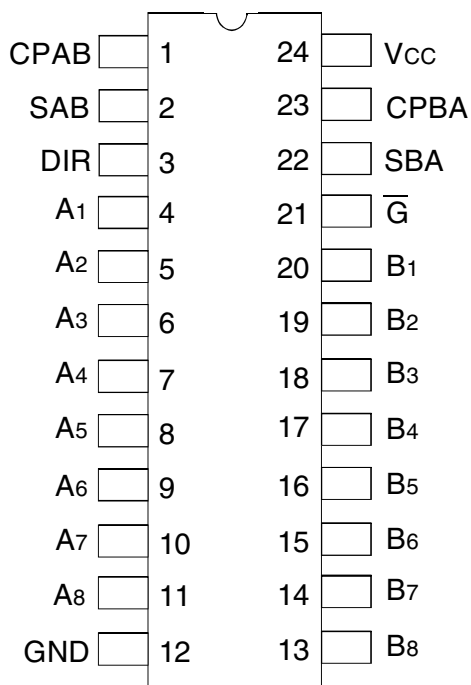 CPAB 1 24 VCC
SAB 2 23 CPBA
DIR 3 22 SBA
A1 4 21 G̅
A2 5 20 B1
A3 6 19 B2
A4 7 18 B3
A5 8 17 B4
A6 9 16 B5
A7 10 15 B6
A8 11 14 B7
GND 12 13 B8